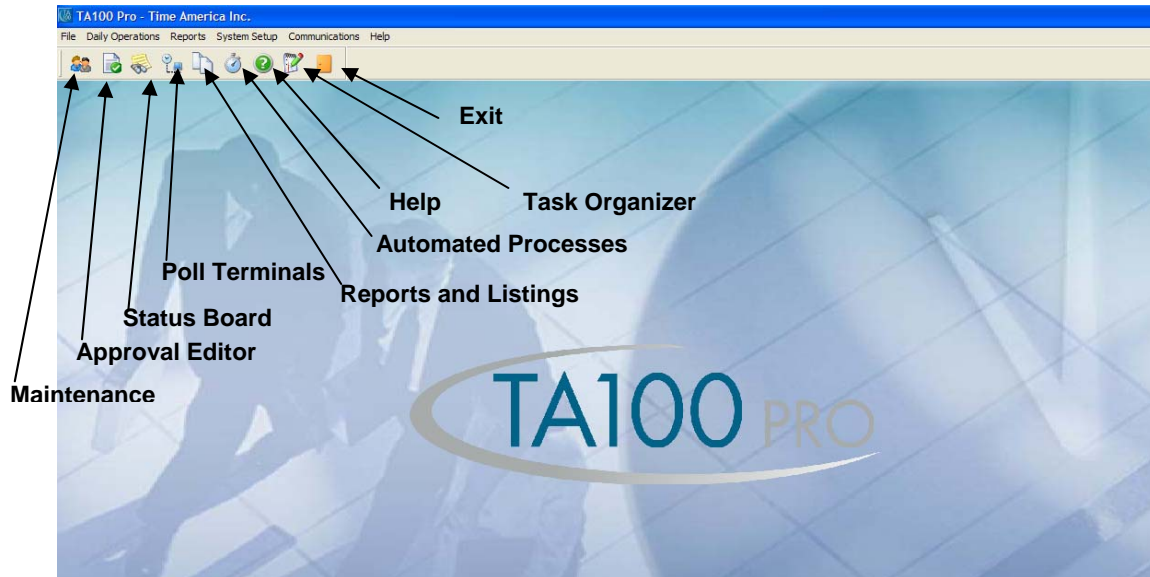 TA100 Pro - Time America Inc.
File Daily Operations Reports System Setup Communications Help
Exit
Help Task Organizer
Automated Processes
Poll Terminals
Reports and Listings
Status Board
Approval Editor
Maintenance
TA100 PRO